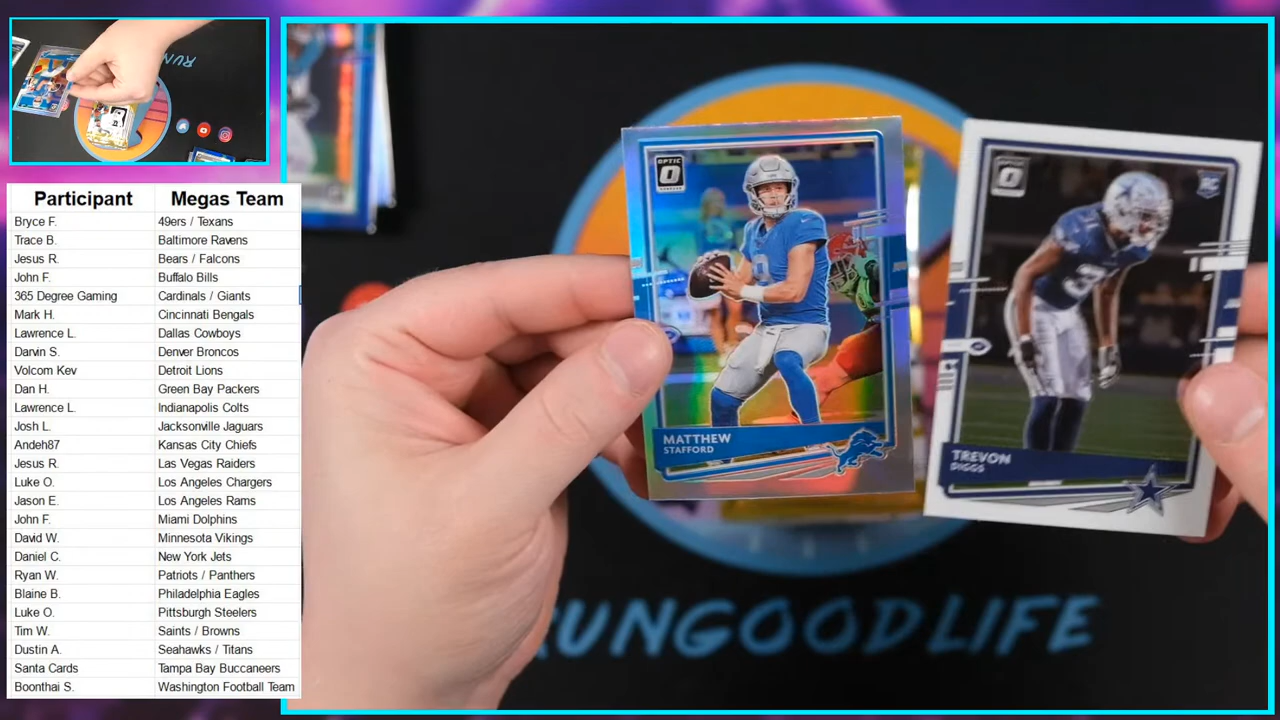 Participant Megas Team
Bryce F. 49ers / Texans
Trace B. Baltimore Ravens
Jesus R. Bears / Falcons
John F. Buffalo Bills
365 Degree Gaming Cardinals / Giants
Mark H. Cincinnati Bengals
Lawrence L. Dallas Cowboys
Darvin S. Denver Broncos
Volcom Kev Detroit Lions
Dan H. Green Bay Packers
Lawrence L. Indianapolis Colts
Josh L. Jacksonville Jaguars
Andeh87 Kansas City Chiefs
Jesus R. Las Vegas Raiders
Luke O. Los Angeles Chargers
Jason E. Los Angeles Rams
John F. Miami Dolphins
David W. Minnesota Vikings
Daniel C. New York Jets
Ryan W. Patriots / Panthers
Blaine B. Philadelphia Eagles
Luke O. Pittsburgh Steelers
Tim W. Saints / Browns
Dustin A. Seahawks / Titans
Santa Cards Tampa Bay Buccaneers
Boonthai S. Washington Football Team
OPTIC
MATTHEW
STAFFORD
RC
TREVON
DIGGS
RUNGOODLIFE